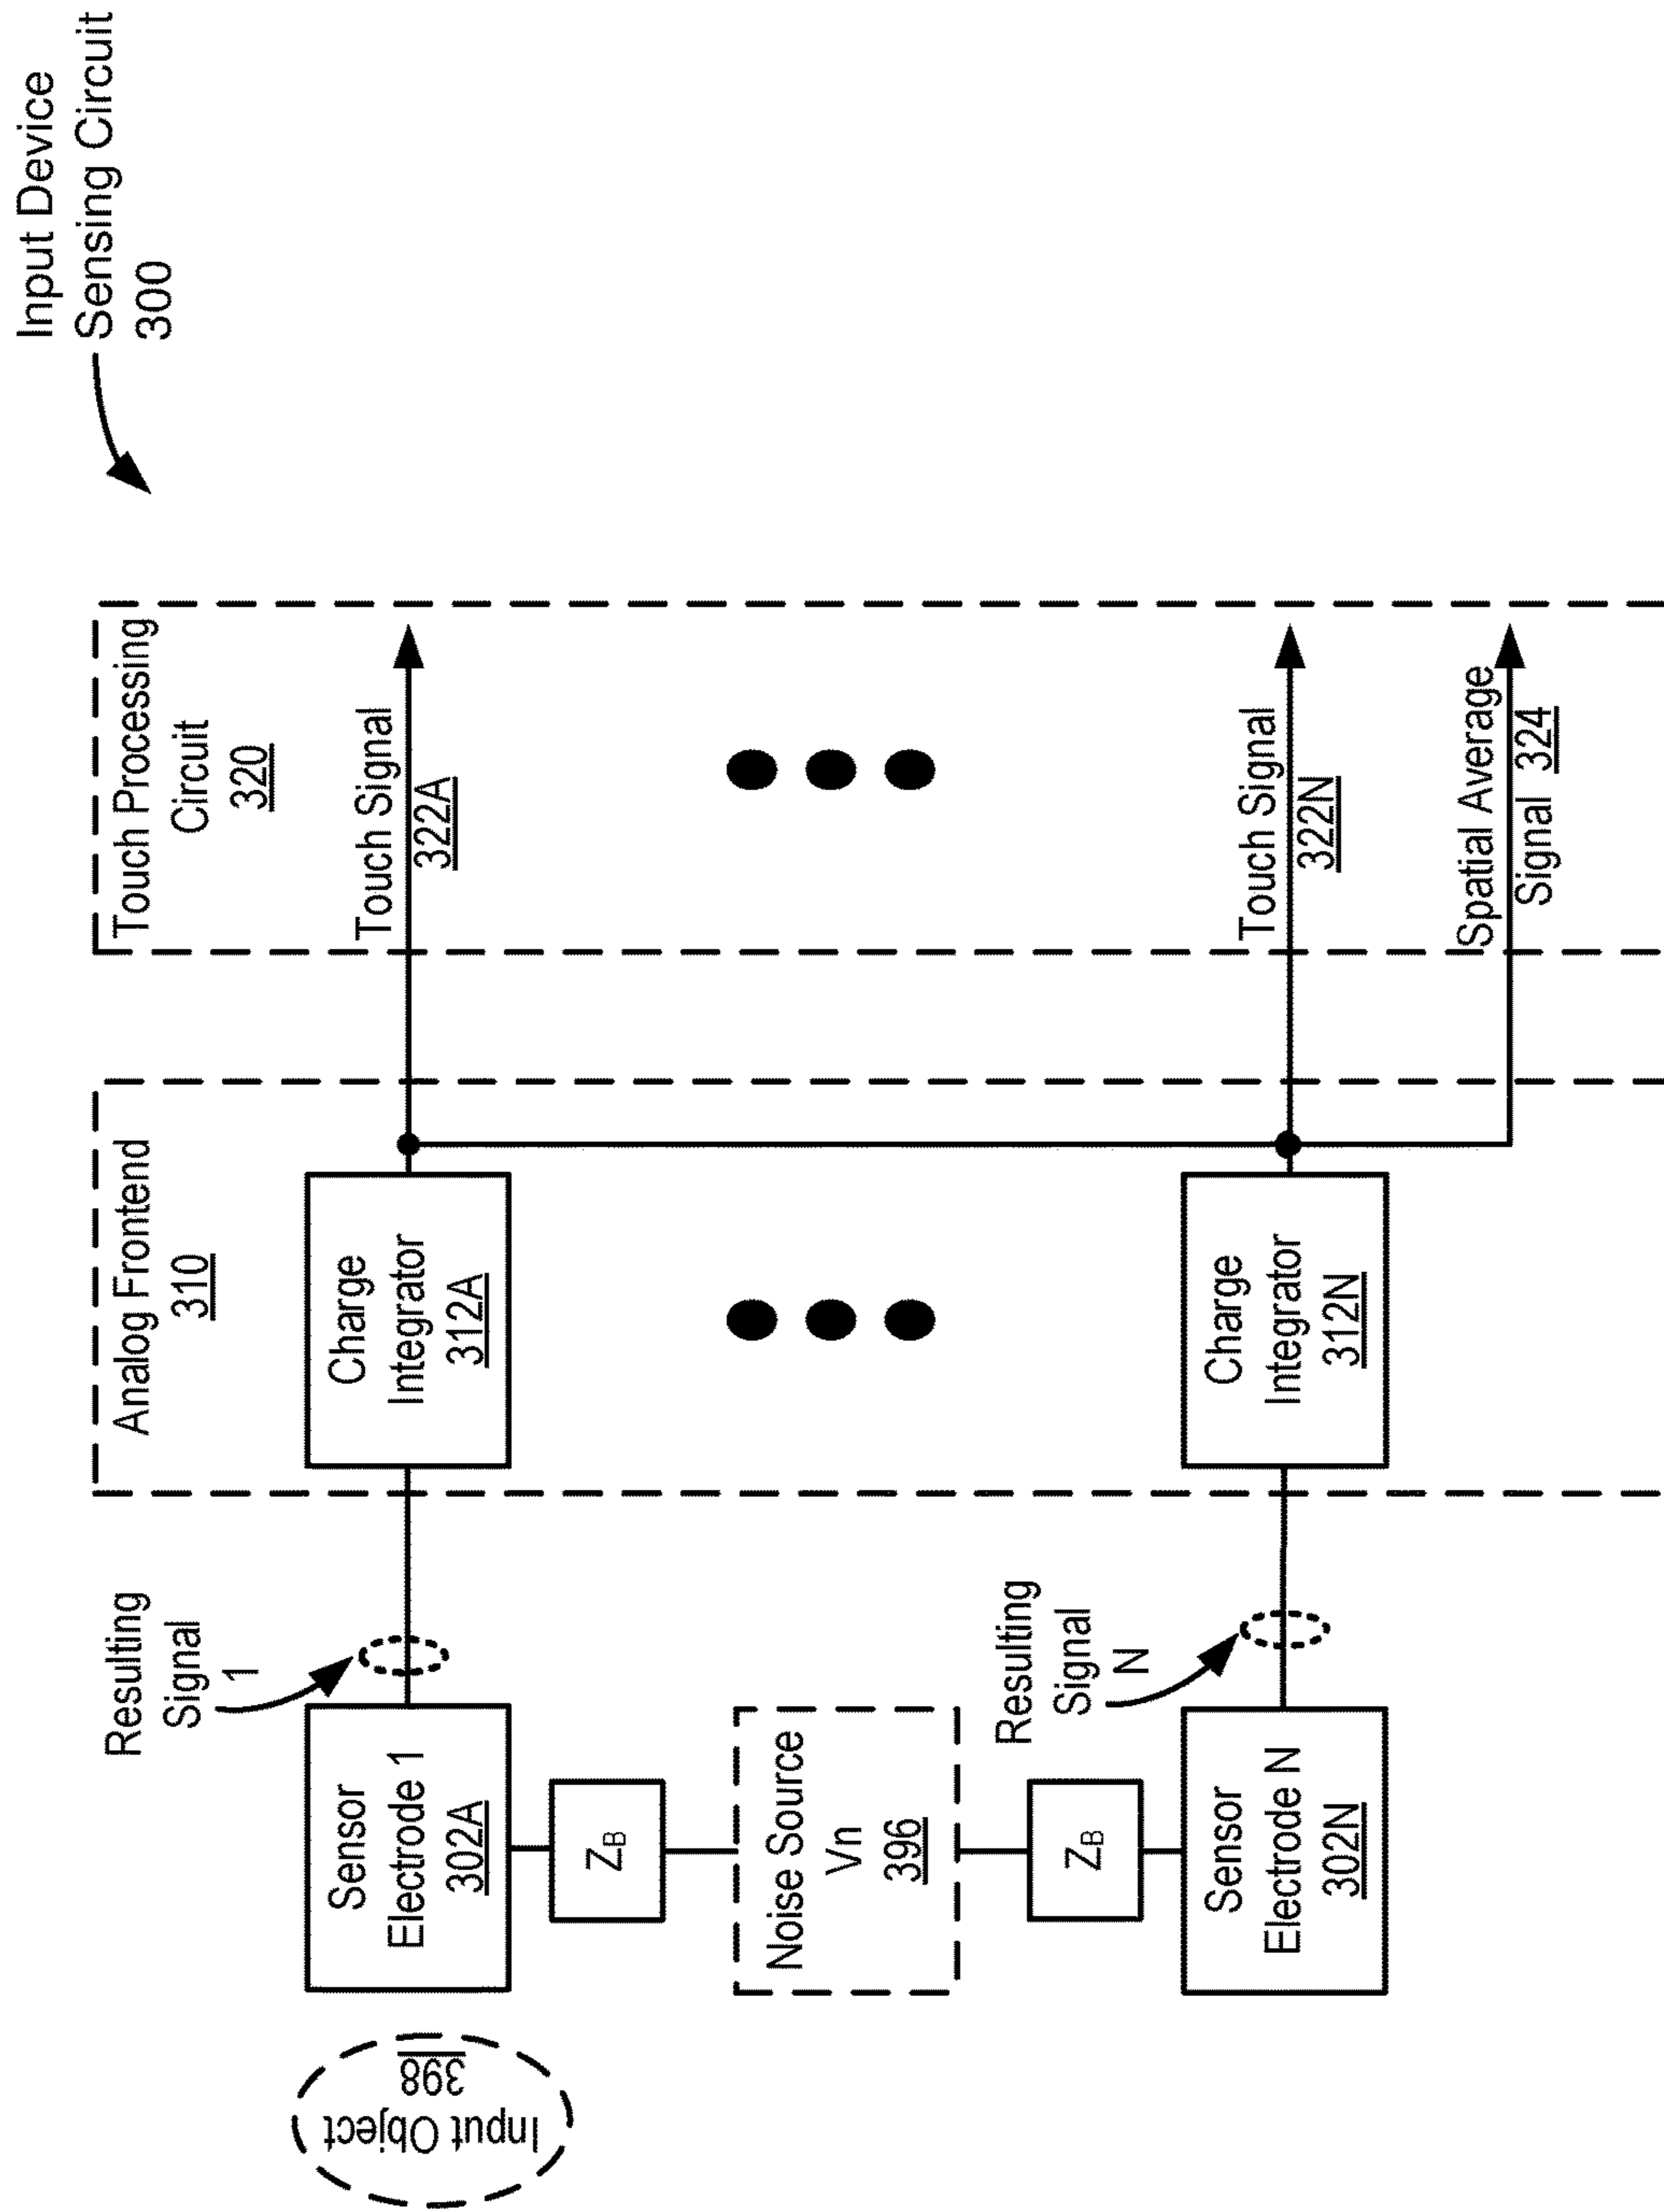 Input Device
Sensing Circuit
300
Touch Processing
Circuit
320
Touch Signal
322A
Touch Signal
322N
Spatial Average
Signal 324
Analog Frontend
310
Charge
Integrator
312A
Charge
Integrator
312N
Resulting
Signal
1
Resulting
Signal
N
Sensor
Electrode 1
302A
ZB
Noise Source
Vn
396
ZB
Sensor
Electrode N
302N
Input Object
398